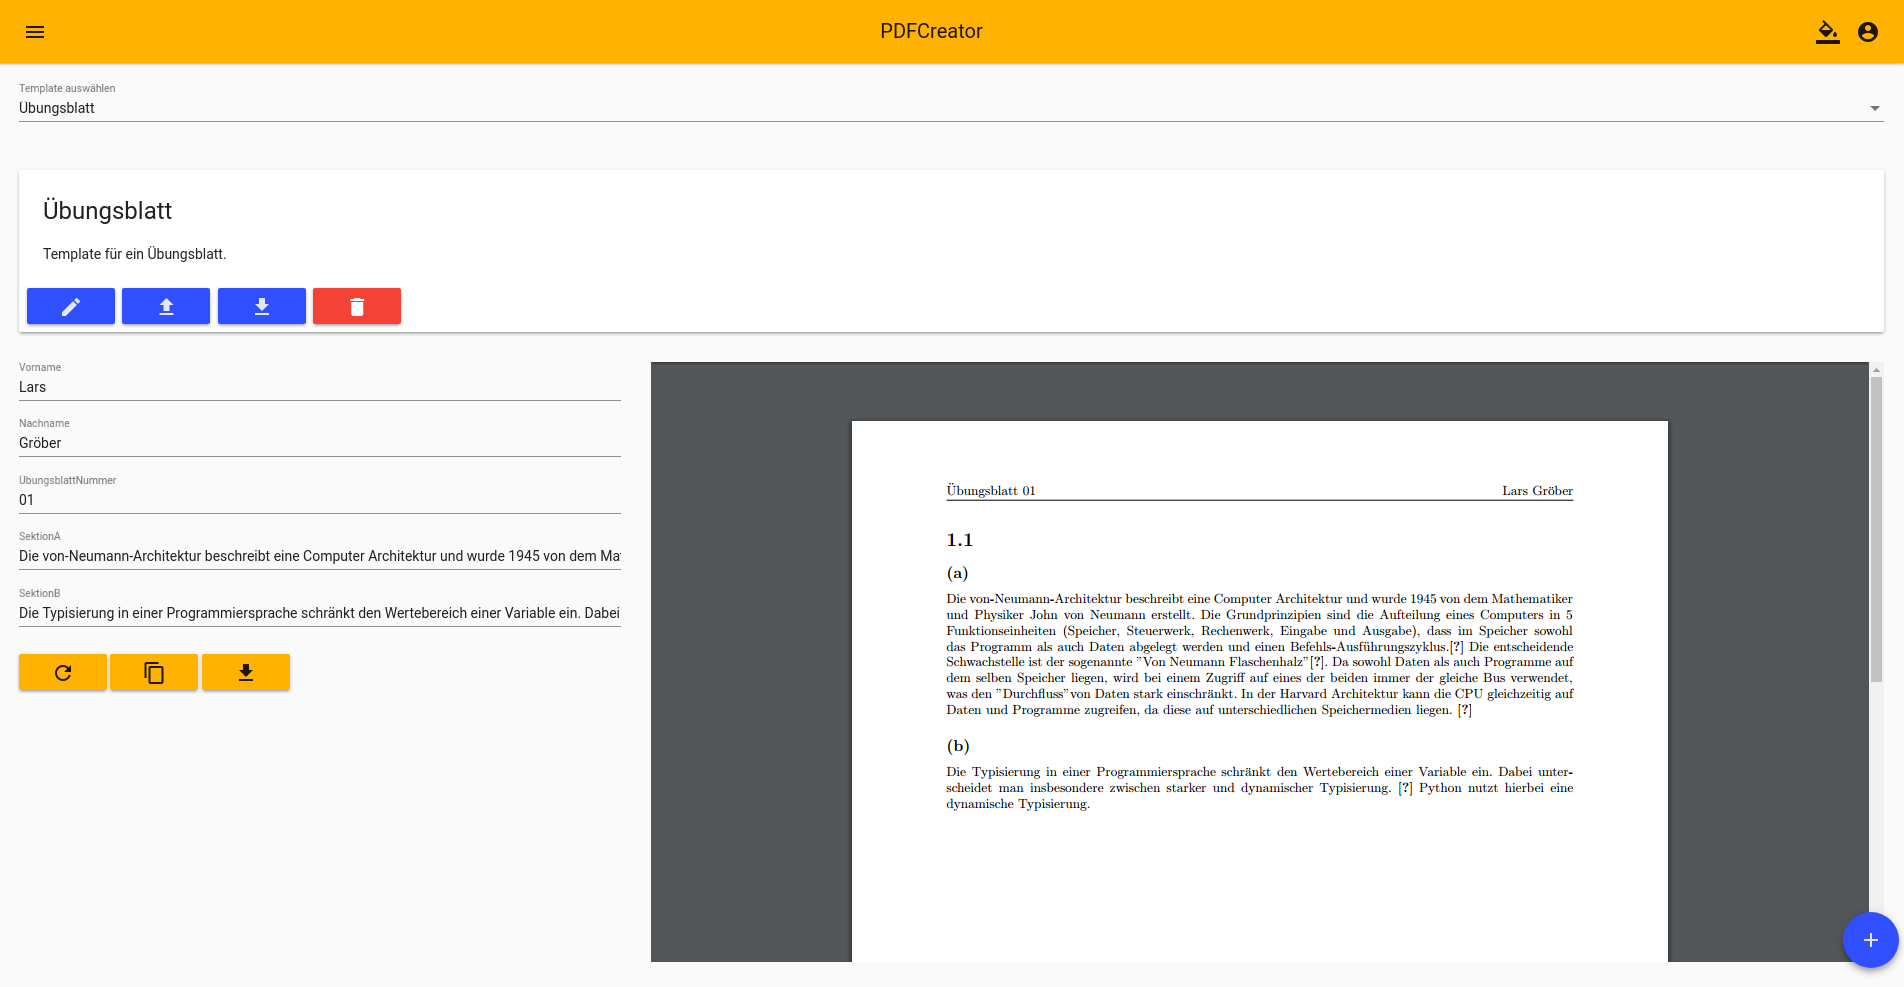 PDFCreator
Template auswählen
Übungsblatt
Übungsblatt
Template für ein Übungsblatt.
Vorname
Lars
Nachname
Gröber
ÜbungsblattNummer
01
SektionA
Die von-Neumann-Architektur beschreibt eine Computer Architektur und wurde 1945 von dem Mat
SektionB
Die Typisierung in einer Programmiersprache schränkt den Wertebereich einer Variable ein. Dabei
Übungsblatt 01 Lars Gröber
1.1
(a)
Die von-Neumann-Architektur beschreibt eine Computer Architektur und wurde 1945 von dem Mathematiker
und Physiker John von Neumann erstellt. Die Grundprinzipien sind die Aufteilung eines Computers in 5
Funktionseinheiten (Speicher, Steuerwerk, Rechenwerk, Eingabe und Ausgabe), dass im Speicher sowohl
das Programm als auch Daten abgelegt werden und einen Befehls-Ausführungszyklus.[?] Die entscheidende
Schwachstelle ist der sogenannte ”Von Neumann Flaschenhalz”[?]. Da sowohl Daten als auch Programme auf
dem selben Speicher liegen, wird bei einem Zugriff auf eines der beiden immer der gleiche Bus verwendet,
was den ”Durchfluss”von Daten stark einschränkt. In der Harvard Architektur kann die CPU gleichzeitig auf
Daten und Programme zugreifen, da diese auf unterschiedlichen Speichermedien liegen. [?]
(b)
Die Typisierung in einer Programmiersprache schränkt den Wertebereich einer Variable ein. Dabei unter-
scheidet man insbesondere zwischen starker und dynamischer Typisierung. [?] Python nutzt hierbei eine
dynamische Typisierung.